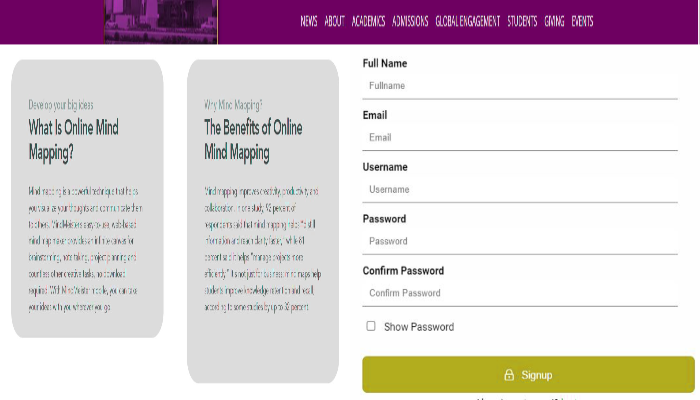 NEWS ABOUT ACADEMICS ADMISSIONS GLOBAL ENGAGEMENT STUDENTS GIVING EVENTS
Develop your big ideas
What Is Online Mind
Mapping?
Mind mapping is a powerful technique that helps
you visualize your thoughts and communicate them
to others. MindMeister's easy-to-use, web-based
mind map maker provides an infinite canvas for
brainstorming, note taking, project planning and
countless other creative tasks, no download
required. With MindMeister mobile, you can take
your ideas with you wherever you go.
Why Mind Mapping?
The Benefits of Online
Mind Mapping
Mind mapping improves creativity, productivity and
collaboration. In one study, 92 percent of
respondents said that mind mapping helps "distill
information and reach clarity faster," while 81
percent said it helps "manage projects more
efficiently." It's not just for business: mind maps help
students improve knowledge retention and recall,
according to some studies by up to 32 percent.
Full Name
Fullname
Email
Email
Username
Username
Password
Password
Confirm Password
Confirm Password
Show Password
Signup